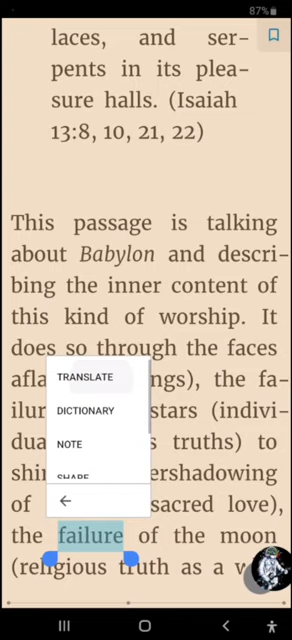 87%
laces, and ser-
pents in its plea-
sure halls. (Isaiah
13:8, 10, 21, 22)
This passage is talking
about Babylon and descri-
bing the inner content of
this kind of worship. It
does so through the faces
afla ngs), the fa-
ilur stars (indivi-
dua s truths) to
shi ershadowing
of sacred love),
the failure of the moon
(religious truth as a w
TRANSLATE
DICTIONARY
NOTE
SHARE